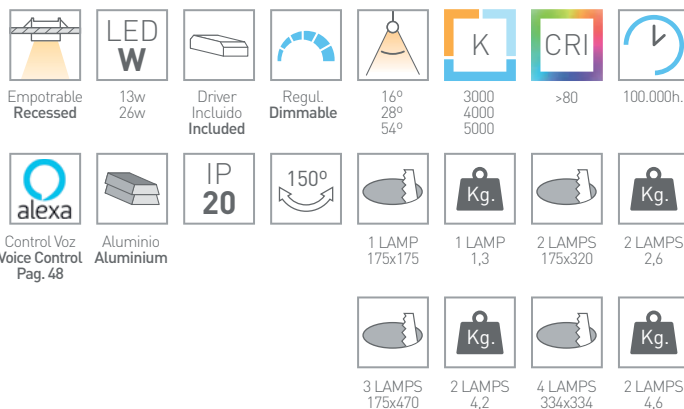 LED
W
K
CRI
Empotrable
Recessed
13w
26w
Driver
Incluido
Included
Regul.
Dimmable
16º
28º
54º
3000
4000
5000
>80
100.000h.
alexa
IP
20
150º
Kg.
Kg.
Control Voz
Voice Control
Pag. 48
Aluminio
Aluminium
1 LAMP
175x175
1 LAMP
1,3
2 LAMPS
175x320
2 LAMPS
2,6
Kg.
Kg.
3 LAMPS
175x470
2 LAMPS
4,2
4 LAMPS
334x334
2 LAMPS
4,6